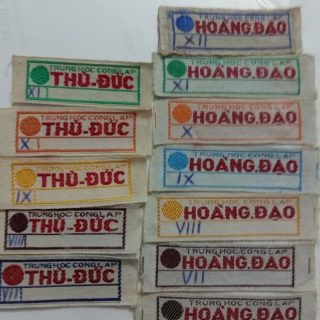 TRUNG HỌC CÔNG LẬP
THỦ-ĐỨC
XI
TRUNG HỌC CÔNG LẬP
THỦ-ĐỨC
X
TRUNG HỌC CÔNG LẬP
THỦ-ĐỨC
IX
TRUNG HỌC CÔNG LẬP
THỦ-ĐỨC
VIII
TRUNG HỌC CÔNG LẬP
THỦ-ĐỨC
VII
TRUNG HỌC CÔNG LẬP
HOÀNG.ĐẠO
XII
TRUNG HỌC CÔNG LẬP
HOÀNG.ĐẠO
XI
TRUNG HỌC CÔNG LẬP
HOÀNG.ĐẠO
X
TRUNG HỌC CÔNG LẬP
HOÀNG.ĐẠO
IX
TRUNG HỌC CÔNG LẬP
HOÀNG.ĐẠO
VIII
TRUNG HỌC CÔNG LẬP
HOÀNG.ĐẠO
VII
TRUNG HỌC CÔNG LẬP
HOÀNG.ĐẠO